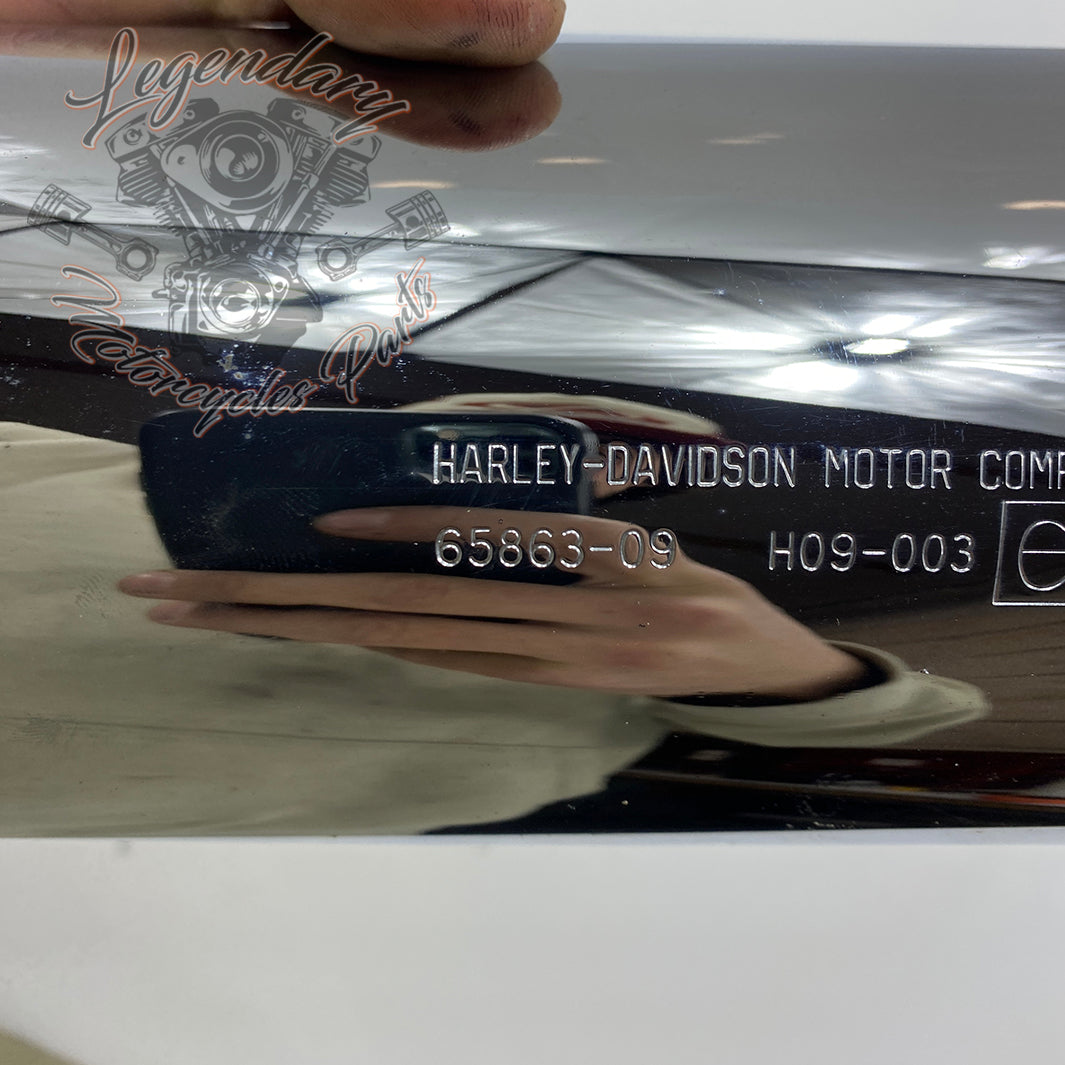 Legendary
Motorcycles Parts
HARLEY-DAVIDSON MOTOR COMP
65863-09 H09-003